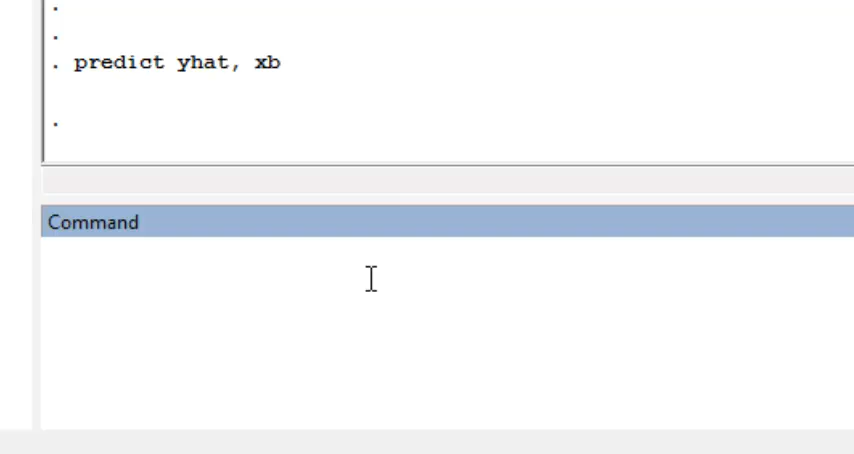 .
.
. predict yhat, xb
.
Command